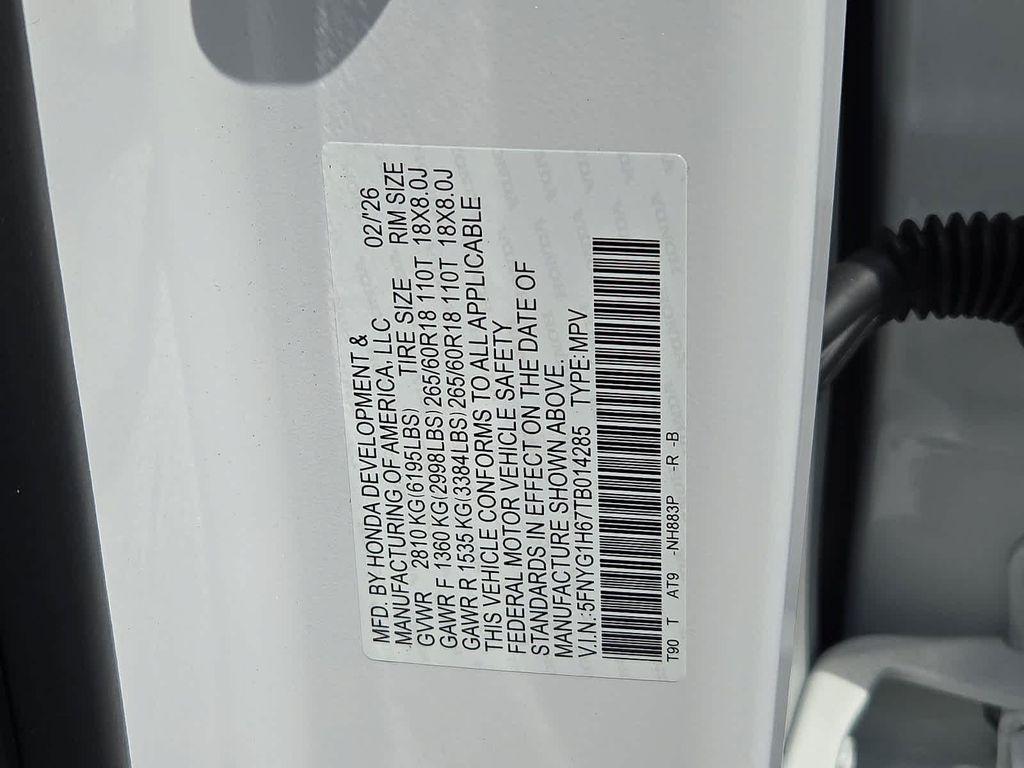 MFD. BY HONDA DEVELOPMENT & 02/'26
MANUFACTURING OF AMERICA, LLC
GVWR 2810 KG(6195LBS) TIRE SIZE RIM SIZE
GAWR F 1360 KG(2998LBS) 265/60R18 110T 18X8.0J
GAWR R 1535 KG(3384LBS) 265/60R18 110T 18X8.0J
THIS VEHICLE CONFORMS TO ALL APPLICABLE
FEDERAL MOTOR VEHICLE SAFETY
STANDARDS IN EFFECT ON THE DATE OF
MANUFACTURE SHOWN ABOVE.
V.I.N.:5FNYG1H67TB014285 TYPE:MPV
T90 T AT9 -NH883P -R -B